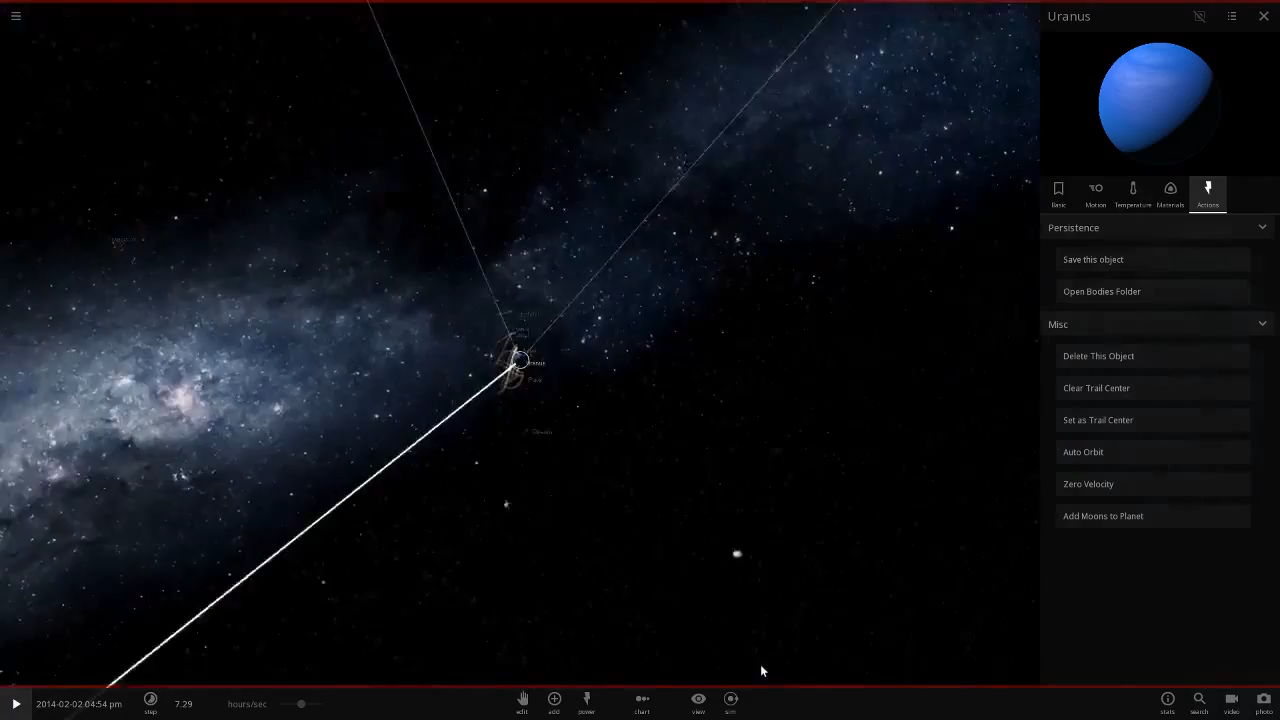 Uranus
Basic
Motion
Temperature
Materials
Actions
Persistence
Save this object
Open Bodies Folder
Misc
Delete This Object
Clear Trail Center
Set as Trail Center
Auto Orbit
Zero Velocity
Add Moons to Planet
Uranus
2014-02-02 04:54 pm
step
7.29
hours/sec
edit
add
power
chart
view
sim
stats
search
video
photo